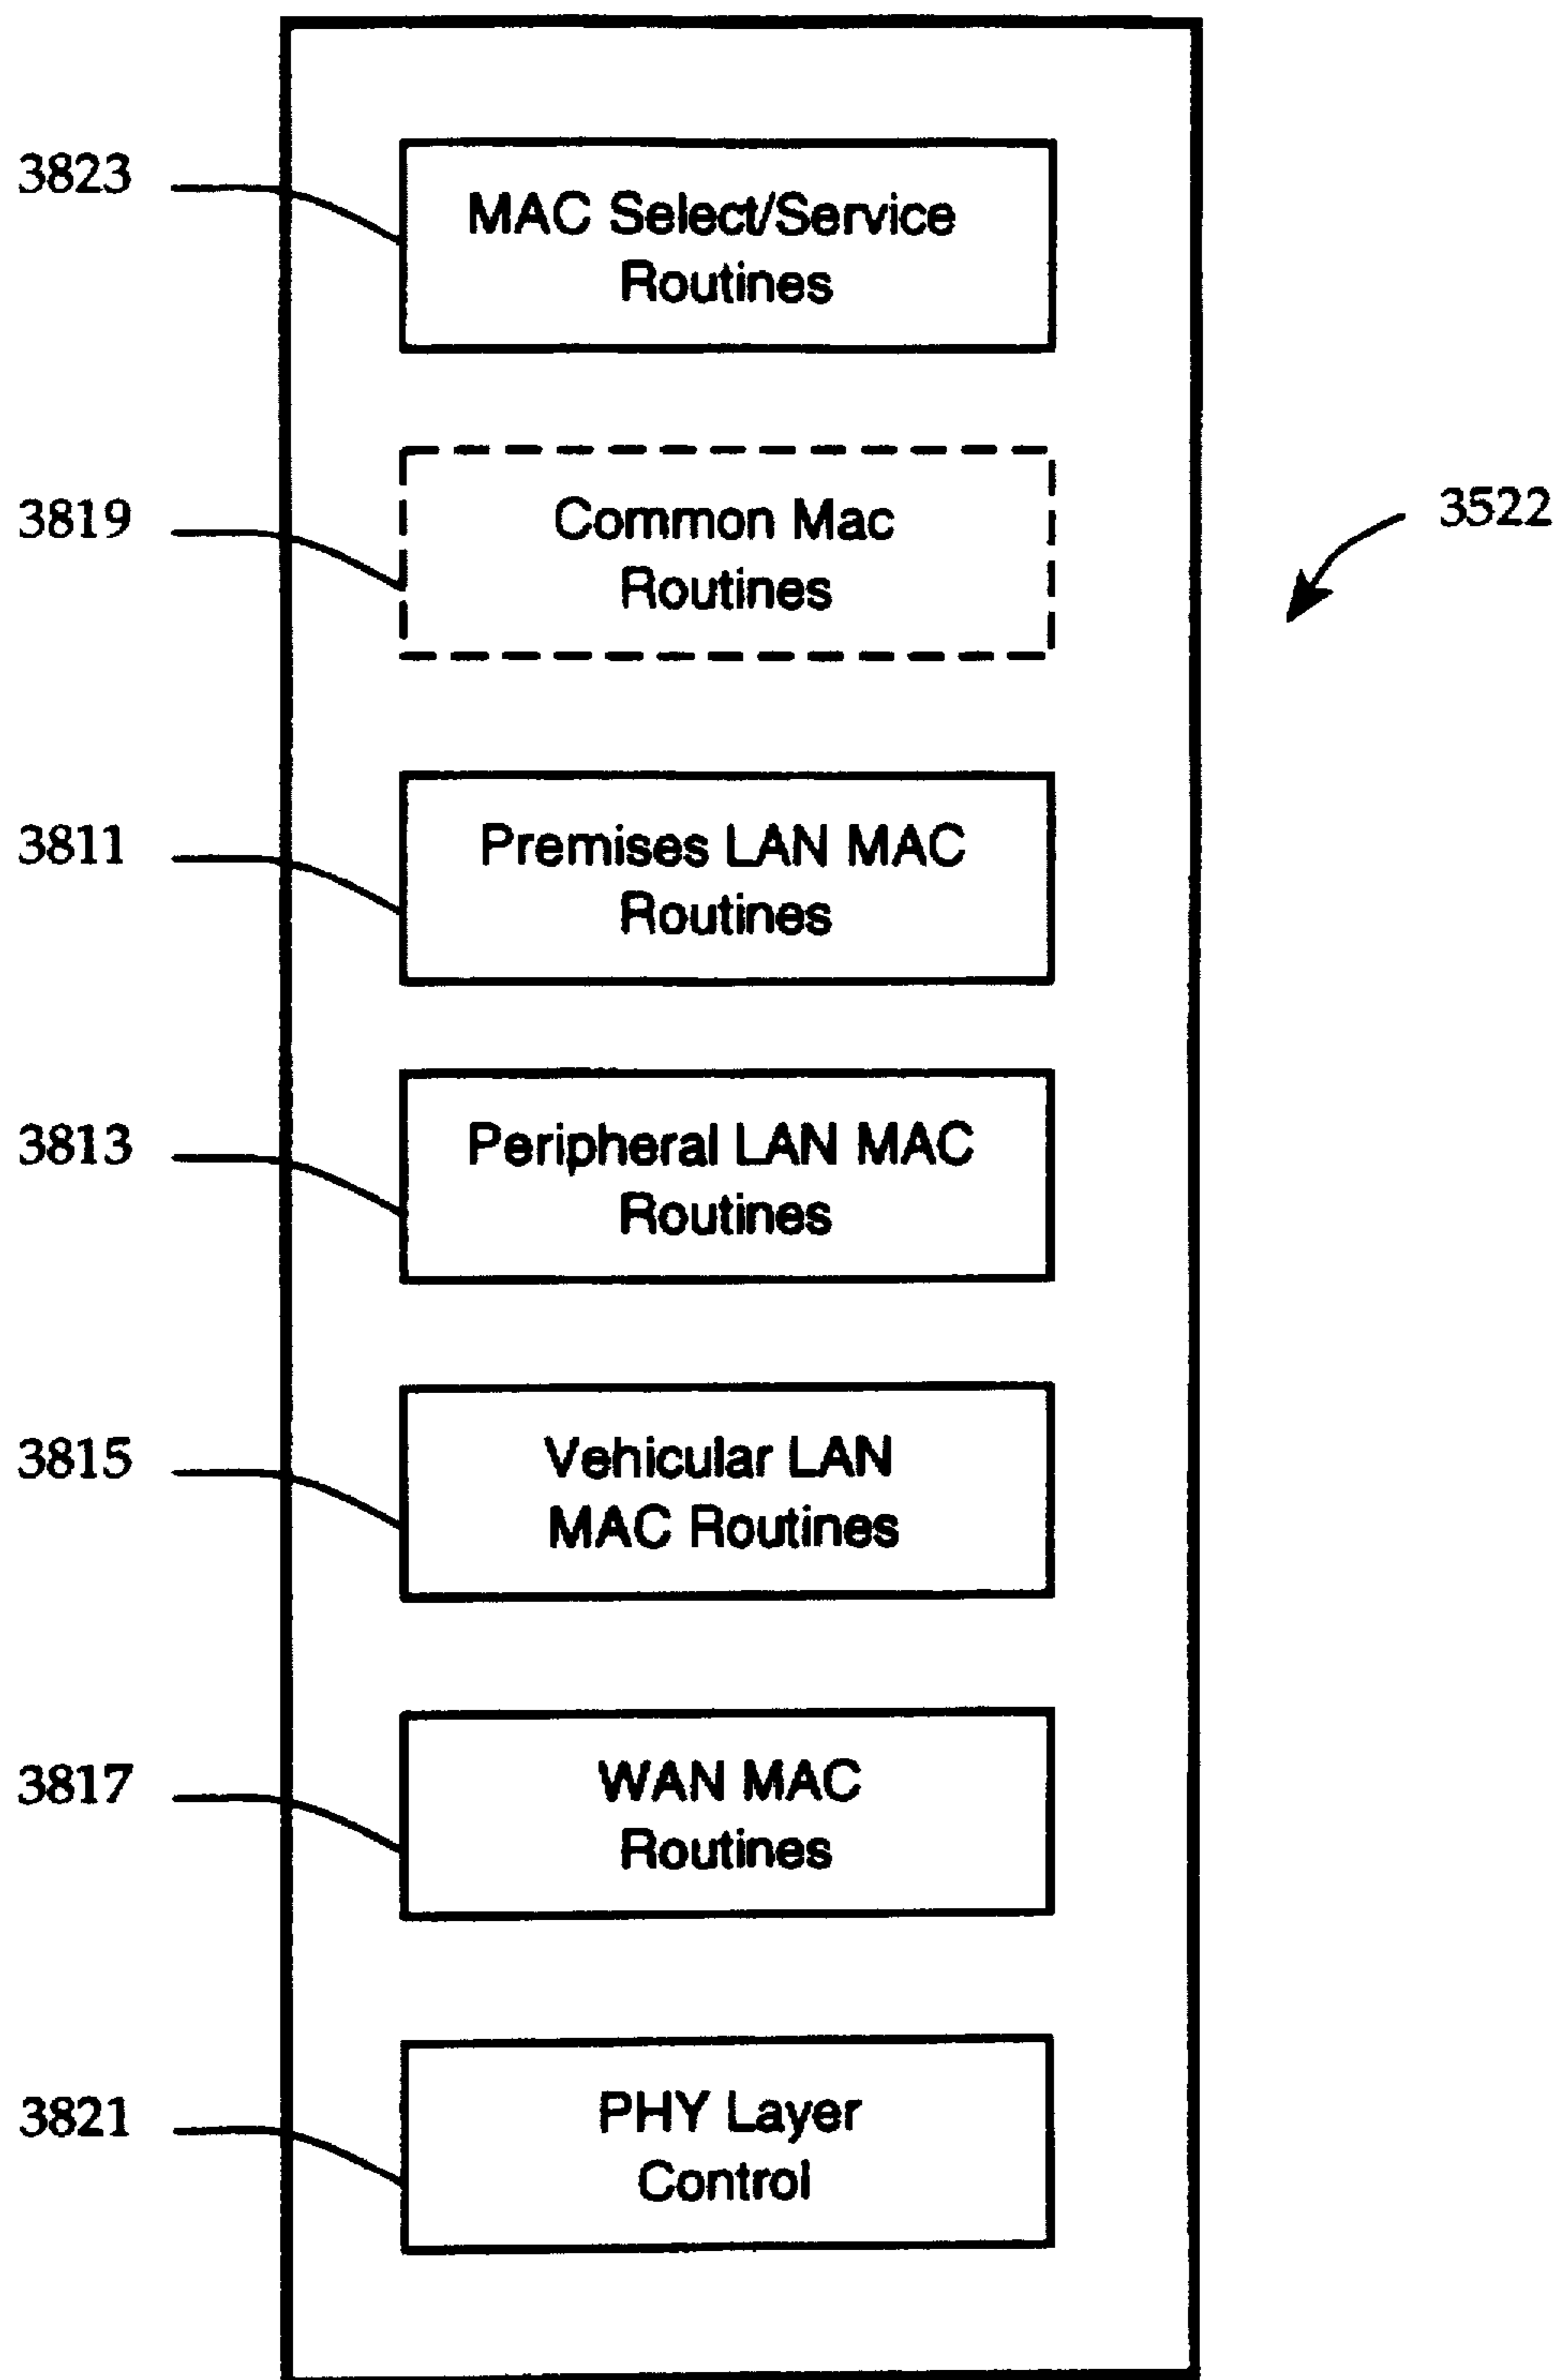 3823
MAC Select/Service
Routines
3819
Common Mac
Routines
3522
3811
Premises LAN MAC
Routines
3813
Peripheral LAN MAC
Routines
3815
Vehicular LAN
MAC Routines
3817
WAN MAC
Routines
3821
PHY Layer
Control